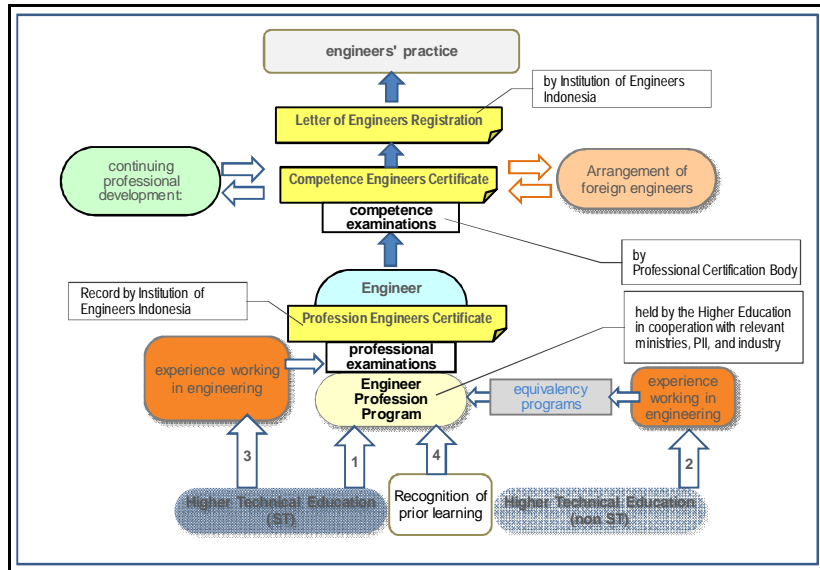 engineers' practice
by Institution of Engineers
Indonesia
Letter of Engineers Registration
continuing
professional
development:
Competence Engineers Certificate
Arrangement of
foreign engineers
competence
examinations
by
Professional Certification Body
Engineer
Record by Institution of
Engineers Indonesia
Profession Engineers Certificate
held by the Higher Education
in cooperation with relevant
ministries, PII, and industry
professional
examinations
experience working
in engineering
Engineer
Profession
Program
equivalency
programs
experience
working in
engineering
3
1
4
2
Higher Technical Education
(ST)
Recognition of
prior learning
Higher Technical Education
(non ST)